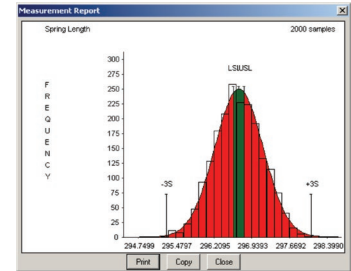 Measurement Report
Spring Length
2000 samples
LSL USL
FREQUENCY
300
275
250
225
200
175
150
125
100
75
50
25
0
-3S
+3S
294.7499 295.4797 296.2095 296.9393 297.6692 298.3990
Print Copy Close